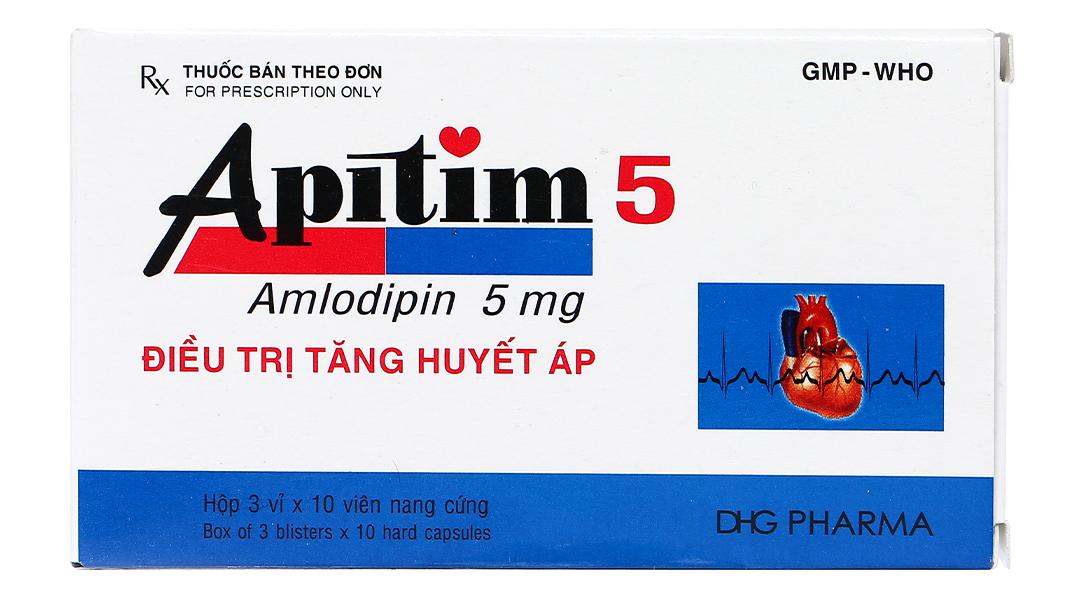 Rx THUỐC BÁN THEO ĐƠN
FOR PRESCRIPTION ONLY
GMP - WHO
Apitim 5
Amlodipin 5 mg
ĐIỀU TRỊ TĂNG HUYẾT ÁP
Hộp 3 vỉ x 10 viên nang cứng
Box of 3 blisters x 10 hard capsules
DHG PHARMA